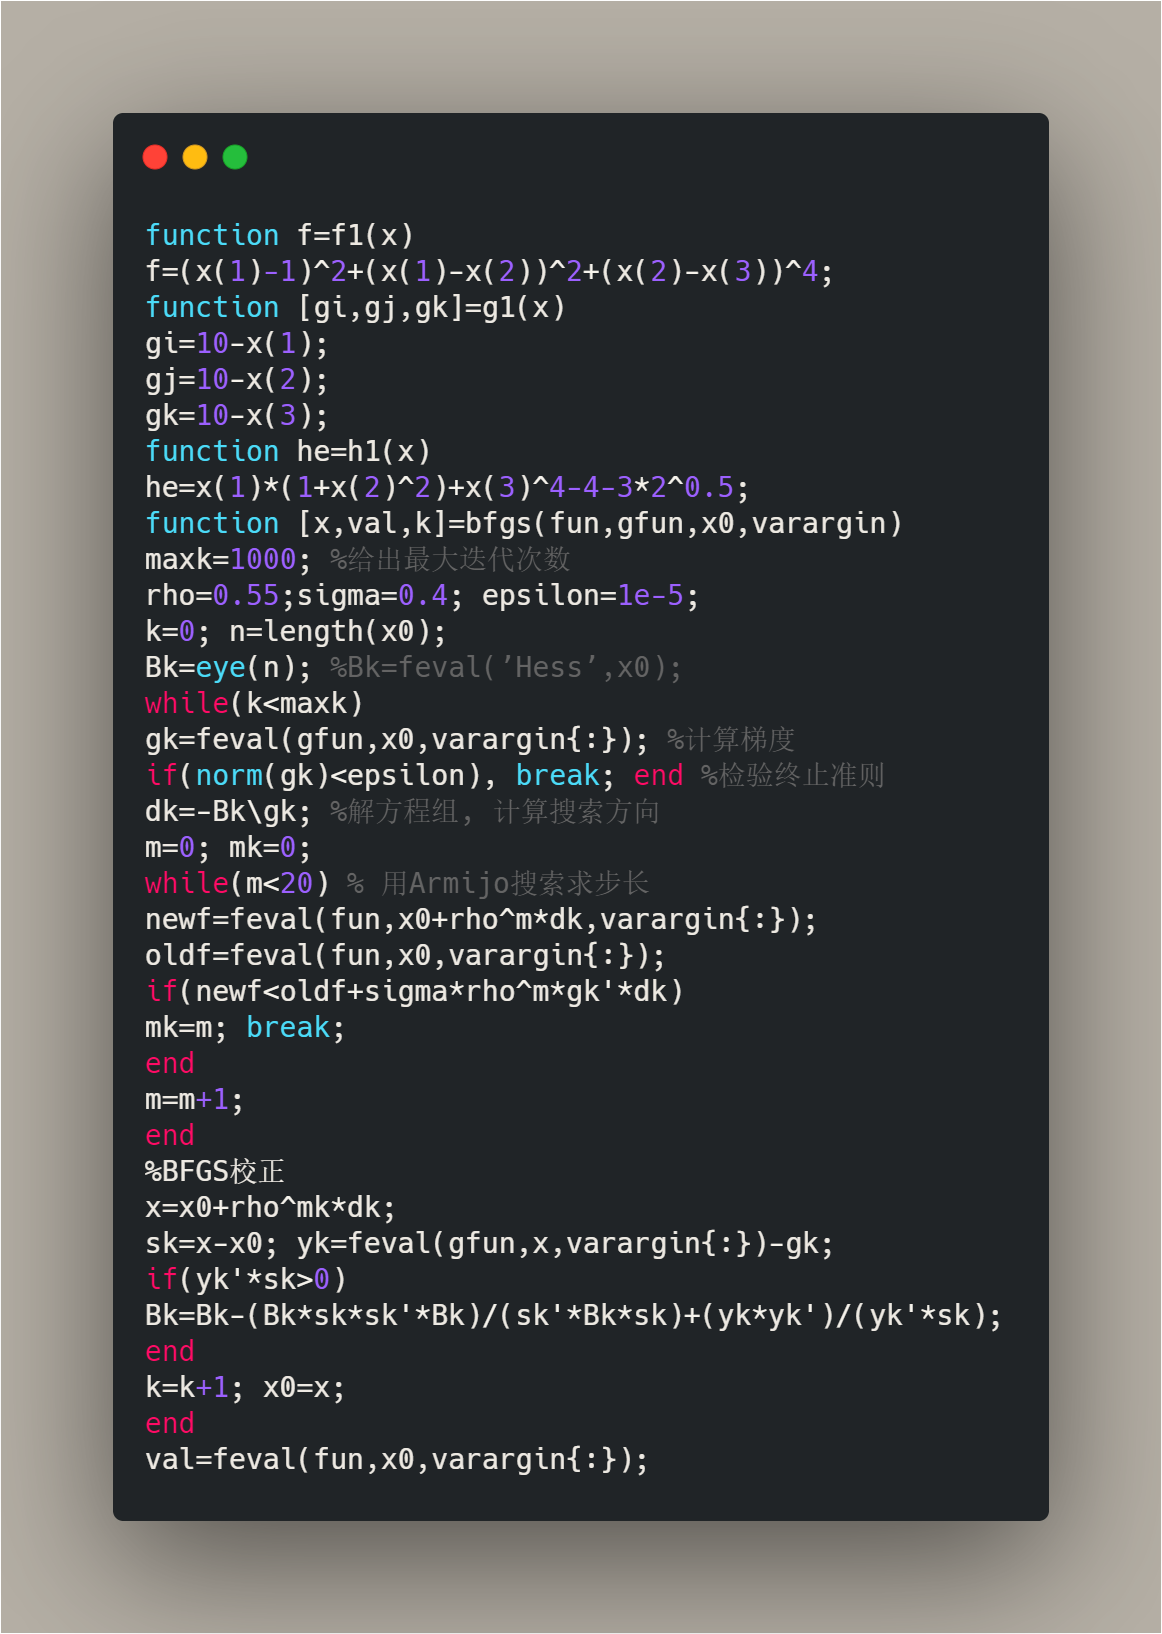 function f=f1(x)
f=(x(1)-1)^2+(x(1)-x(2))^2+(x(2)-x(3))^4;
function [gi,gj,gk]=g1(x)
gi=10-x(1);
gj=10-x(2);
gk=10-x(3);
function he=h1(x)
he=x(1)*(1+x(2)^2)+x(3)^4-4-3*2^0.5;
function [x,val,k]=bfgs(fun,gfun,x0,varargin)
maxk=1000; %给出最大迭代次数
rho=0.55;sigma=0.4; epsilon=1e-5;
k=0; n=length(x0);
Bk=eye(n); %Bk=feval(’Hess’,x0);
while(k<maxk)
gk=feval(gfun,x0,varargin{:}); %计算梯度
if(norm(gk)<epsilon), break; end %检验终止准则
dk=-Bk\gk; %解方程组, 计算搜索方向
m=0; mk=0;
while(m<20) % 用Armijo搜索求步长
newf=feval(fun,x0+rho^m*dk,varargin{:});
oldf=feval(fun,x0,varargin{:});
if(newf<oldf+sigma*rho^m*gk'*dk)
mk=m; break;
end
m=m+1;
end
%BFGS校正
x=x0+rho^mk*dk;
sk=x-x0; yk=feval(gfun,x,varargin{:})-gk;
if(yk'*sk>0)
Bk=Bk-(Bk*sk*sk'*Bk)/(sk'*Bk*sk)+(yk*yk')/(yk'*sk);
end
k=k+1; x0=x;
end
val=feval(fun,x0,varargin{:});